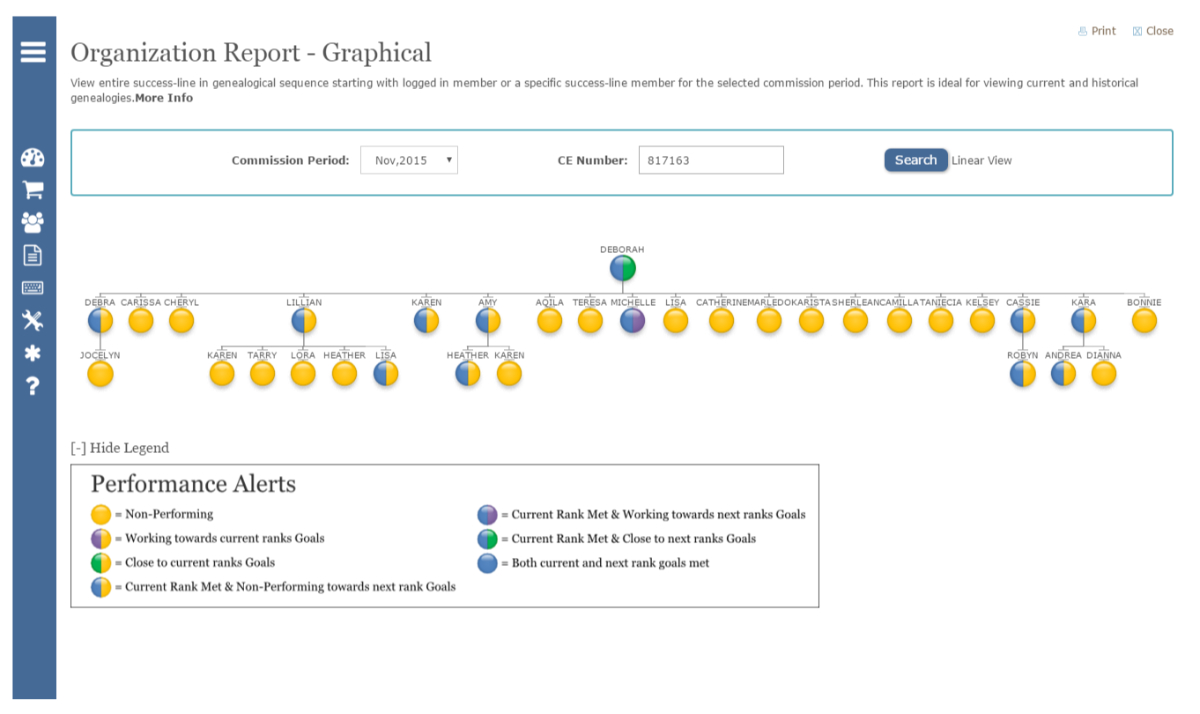 Print Close
Organization Report - Graphical
View entire success-line in genealogical sequence starting with logged in member or a specific success-line member for the selected commission period. This report is ideal for viewing current and historical
genealogies.More Info
Commission Period: Nov,2015 CE Number: 817163 Search Linear View
DEBORAH
DEBRA CARISSA CHERYL LILLIAN KAREN AMY AQILA TERESA MICHELLE LISA CATHERINEMARLEDOKARISTASHERLEANCAMILLATANIECIA KELSEY CASSIE KARA BONNIE
JOCELYN KAREN TARRY LORA HEATHER LISA HEATHER KAREN ROBYN ANDREA DIANNA
[-] Hide Legend
Performance Alerts
= Non-Performing
= Working towards current ranks Goals
= Close to current ranks Goals
= Current Rank Met & Non-Performing towards next rank Goals
= Current Rank Met & Working towards next ranks Goals
= Current Rank Met & Close to next ranks Goals
= Both current and next rank goals met